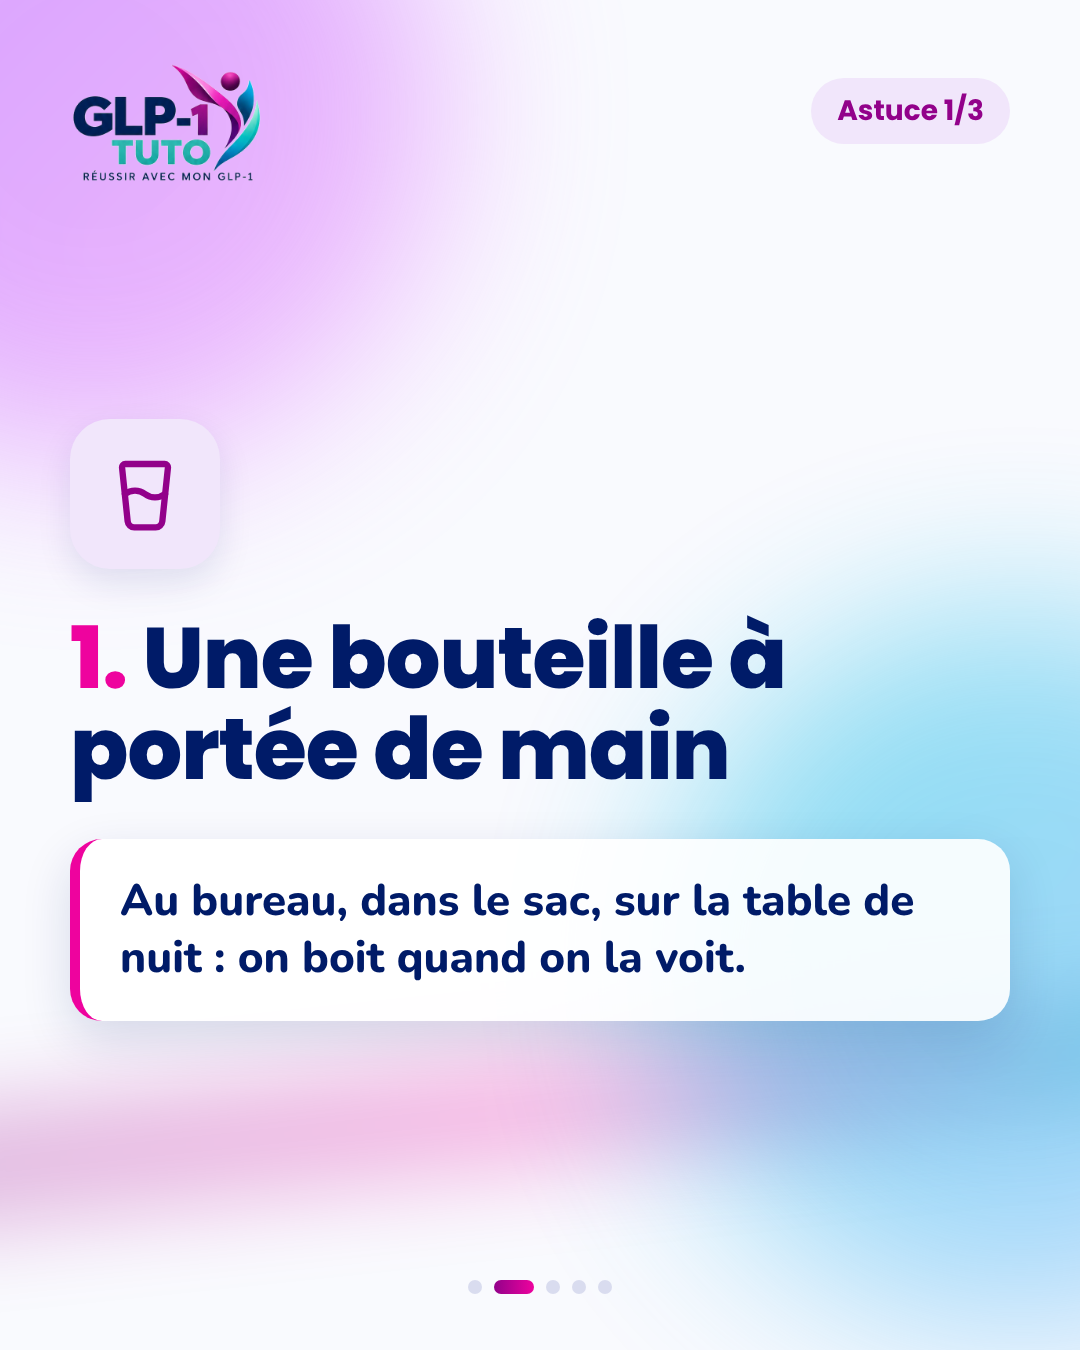 GLP-1
TUTO
RÉUSSIR AVEC MON GLP-1
Astuce 1/3
1. Une bouteille à
portée de main
Au bureau, dans le sac, sur la table de
nuit : on boit quand on la voit.